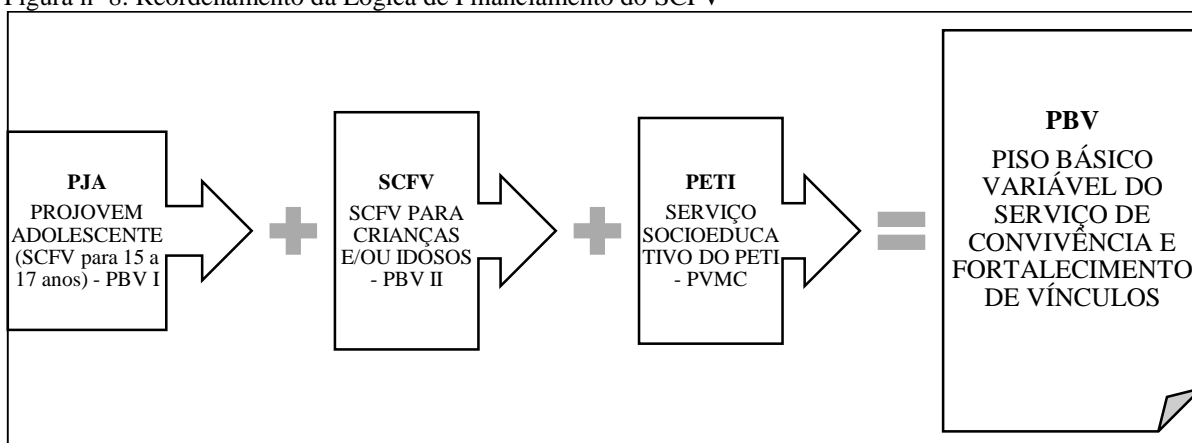 Figura nº 8: Reordenamento da Lógica de Financiamento do SCFV
PJA
PROJOVEM
ADOLESCENTE
(SCFV para 15 a
17 anos) - PBV I
SCFV
SCFV PARA
CRIANÇAS
E/OU IDOSOS
- PBV II
PETI
SERVIÇO
SOCIOEDUCA
TIVO DO PETI
- PVMC
PBV
PISO BÁSICO
VARIÁVEL DO
SERVIÇO DE
CONVIVÊNCIA E
FORTALECIMENTO
DE VÍNCULOS